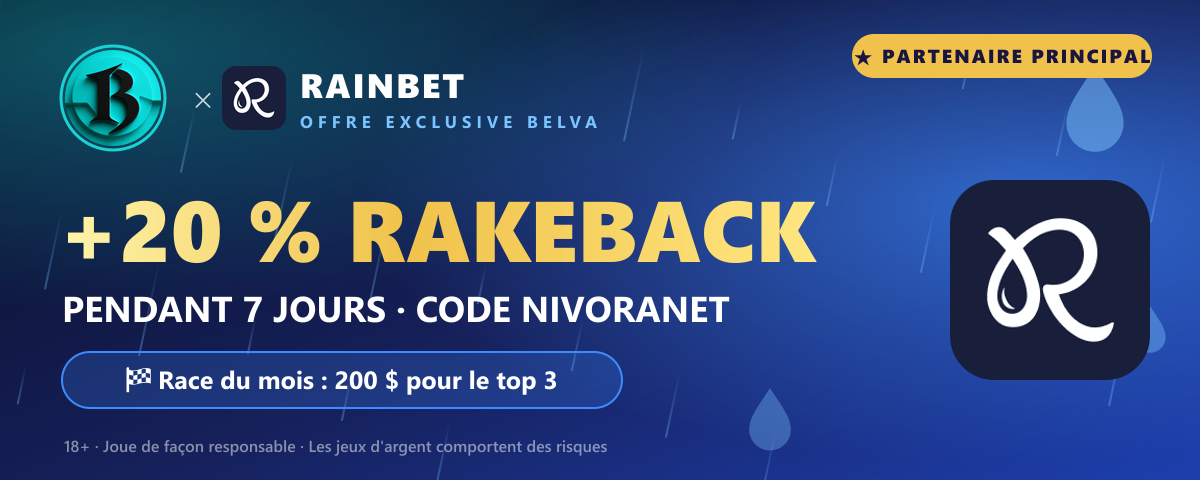 ★ PARTENAIRE PRINCIPAL
B × R RAINBET
OFFRE EXCLUSIVE BELVA
+20 % RAKEBACK
PENDANT 7 JOURS · CODE NIVORANET
🏁 Race du mois : 200 $ pour le top 3
18+ · Joue de façon responsable · Les jeux d'argent comportent des risques
R